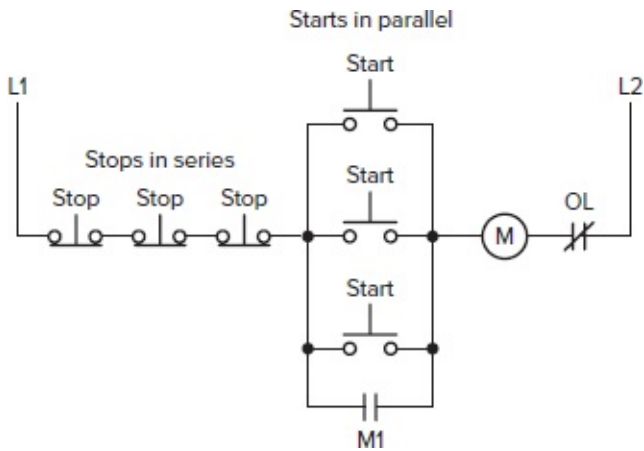 Starts in parallel
Start
L1
L2
Start
Stops in series
Stop Stop Stop
OL
M
Start
M1